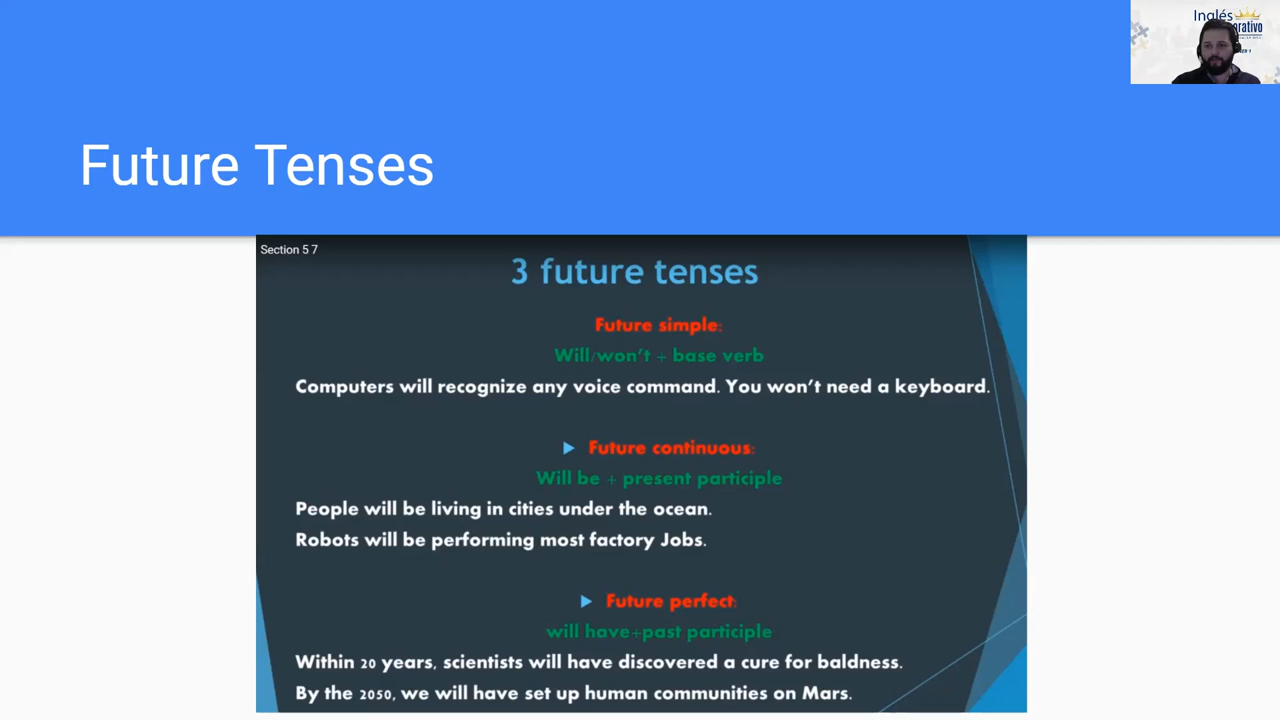 Inglés
Future Tenses
Section 5 7
3 future tenses
Future simple:
Will/won't + base verb
Computers will recognize any voice command. You won't need a keyboard.
Future continuous:
Will be + present participle
People will be living in cities under the ocean.
Robots will be performing most factory Jobs.
Future perfect:
will have+past participle
Within 20 years, scientists will have discovered a cure for baldness.
By the 2050, we will have set up human communities on Mars.